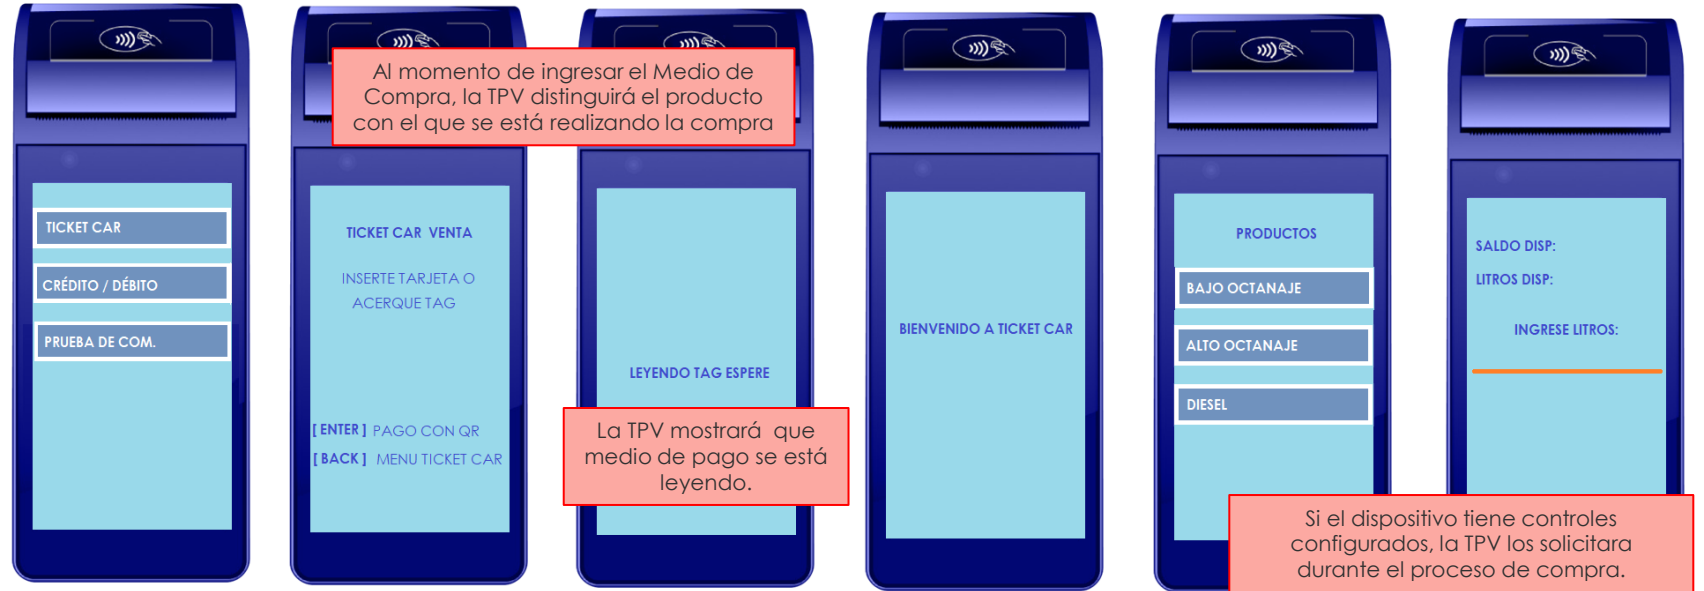 TICKET CAR
CRÉDITO / DÉBITO
PRUEBA DE COM.
Al momento de ingresar el Medio de
Compra, la TPV distinguirá el producto
con el que se está realizando la compra
TICKET CAR VENTA
INSERTE TARJETA O
ACERQUE TAG
[ ENTER ] PAGO CON QR
[ BACK ] MENU TICKET CAR
LEYENDO TAG ESPERE
La TPV mostrará que
medio de pago se está
leyendo.
BIENVENIDO A TICKET CAR
PRODUCTOS
BAJO OCTANAJE
ALTO OCTANAJE
DIESEL
SALDO DISP:
LITROS DISP:
INGRESE LITROS:
Si el dispositivo tiene controles
configurados, la TPV los solicitara
durante el proceso de compra.